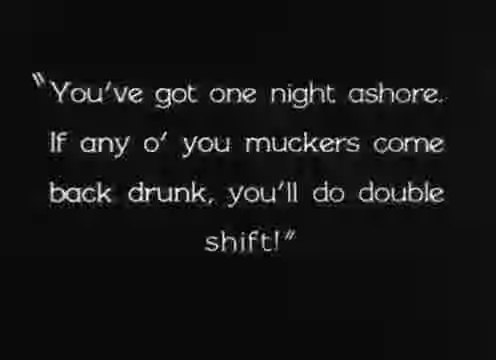 "You've got one night ashore.
If any o' you muckers come
back drunk, you'll do double
shift!"